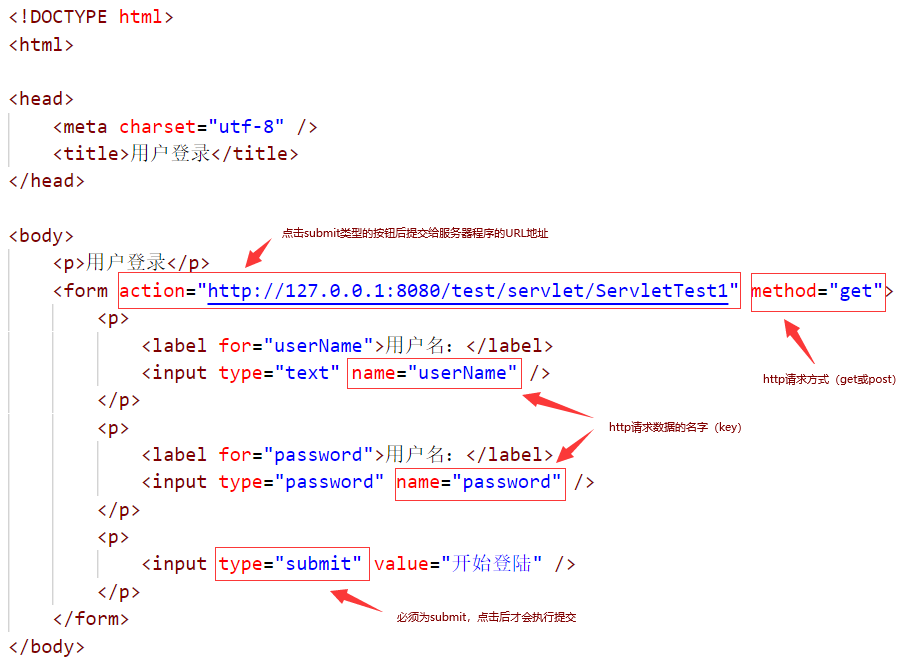 <!DOCTYPE html>
<html>
<head>
<meta charset="utf-8" />
<title>用户登录</title>
</head>
<body>
点击submit类型的按钮后提交给服务器程序的URL地址
<p>用户登录</p>
<form action="http://127.0.0.1:8080/test/servlet/ServletTest1" method="get">
<p>
<label for="userName">用户名：</label>
<input type="text" name="userName" />
http请求方式（get或post）
</p>
<p>
http请求数据的名字（key）
<label for="password">用户名：</label>
<input type="password" name="password" />
</p>
<p>
<input type="submit" value="开始登陆" />
</p>
必须为submit，点击后才会执行提交
</form>
</body>